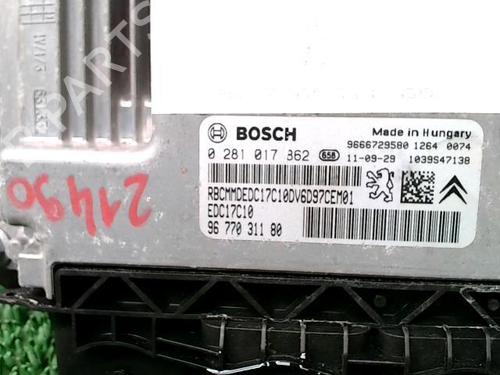 BOSCH
Made in Hungary
0 281 017 362 658
9666729580 1264 0074
11-09-29 1039S47138
RBCMMDEDC17C10DV6D97CEM01
EDC17C10
96 770 311 80
21490